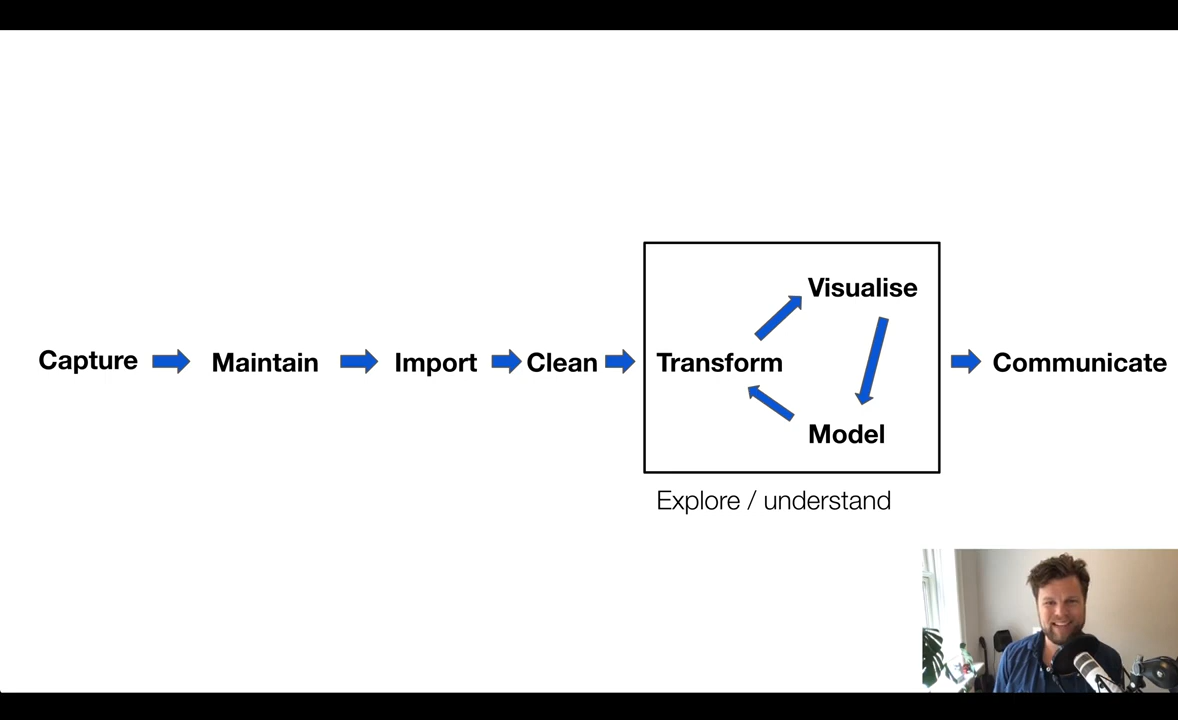 Capture
Maintain
Import
Clean
Transform
Visualise
Model
Explore / understand
Communicate